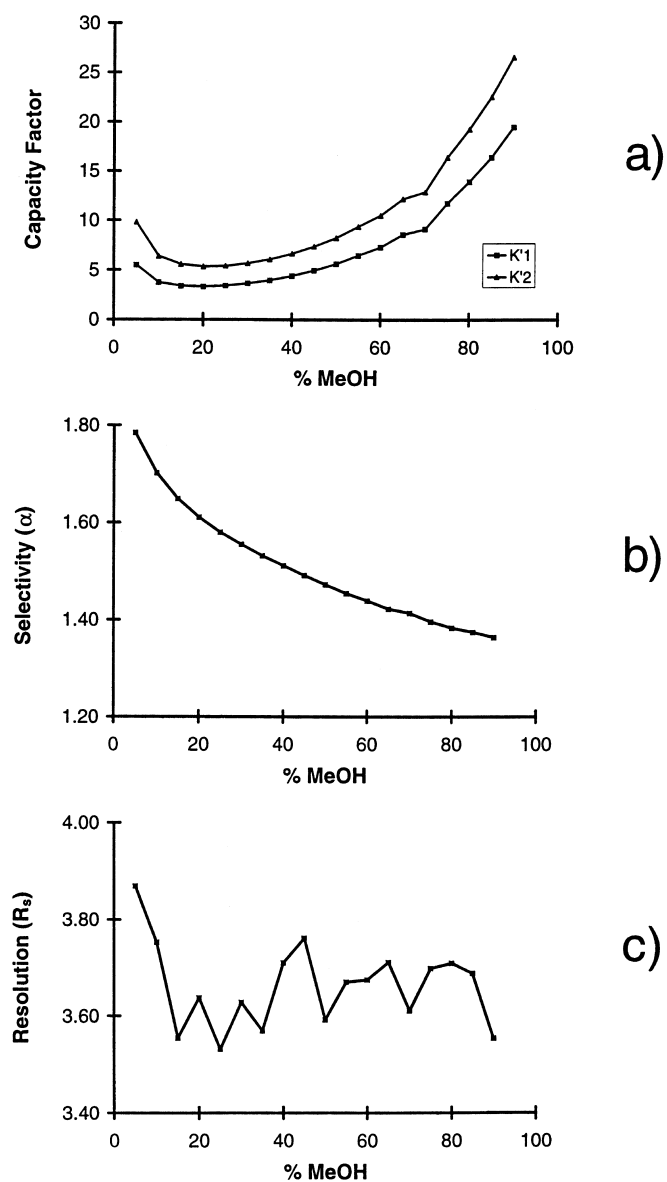 30
25
20
15
10
5
0
Capacity Factor
a)
K'1
K'2
0 20 40 60 80 100
% MeOH
1.80
1.60
1.40
1.20
Selectivity (α)
b)
0 20 40 60 80 100
% MeOH
4.00
3.80
3.60
3.40
Resolution (Rs)
c)
0 20 40 60 80 100
% MeOH